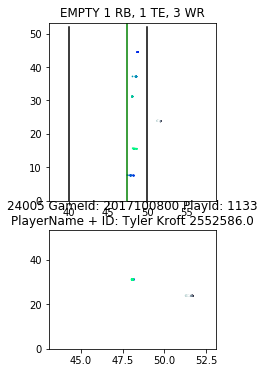 EMPTY 1 RB, 1 TE, 3 WR
50
40
30
20
10
0
40 45 50 55
24005 GameId: 2017100800 PlayId: 1133
PlayerName + ID: Tyler Kroft 2552586.0
40
20
0
45.0 47.5 50.0 52.5